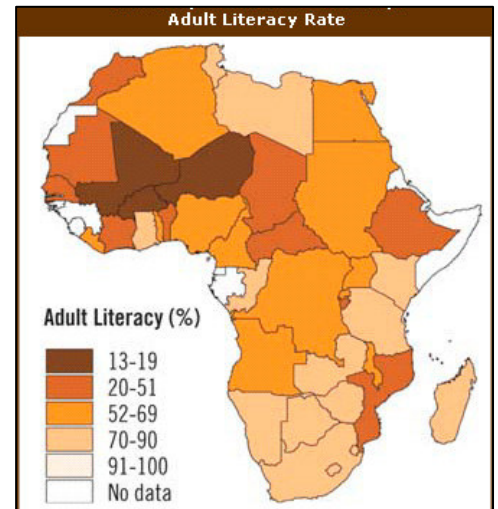 Adult Literacy Rate
Adult Literacy (%)
13-19
20-51
52-69
70-90
91-100
No data